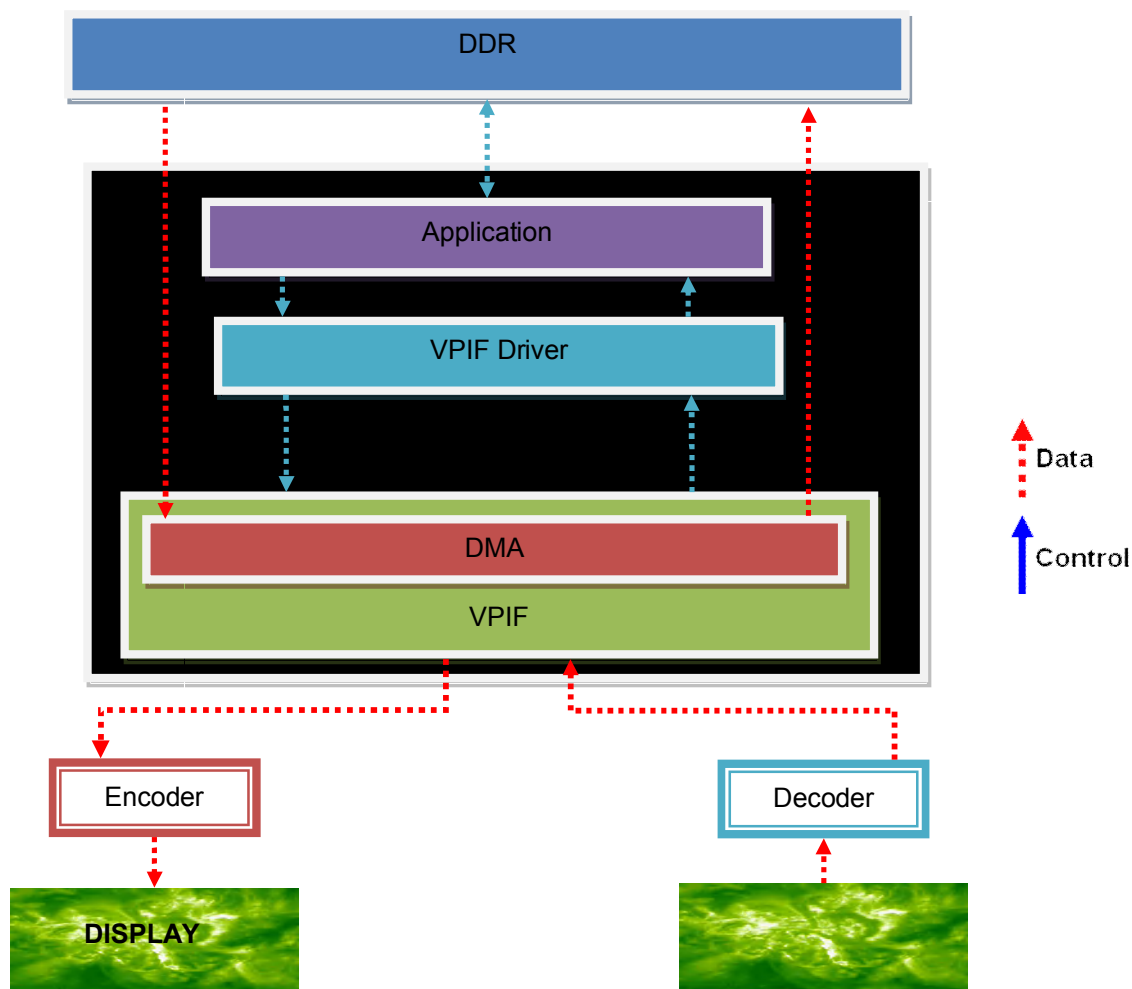 DDR
Application
VPIF Driver
DMA
VPIF
Data
Control
Encoder
Decoder
DISPLAY